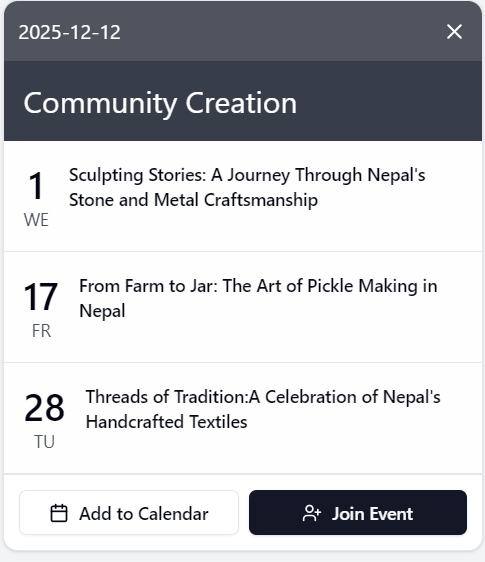 2025-12-12
Community Creation
1
WE
Sculpting Stories: A Journey Through Nepal's
Stone and Metal Craftsmanship
17
FR
From Farm to Jar: The Art of Pickle Making in
Nepal
28
TU
Threads of Tradition:A Celebration of Nepal's
Handcrafted Textiles
Add to Calendar
Join Event